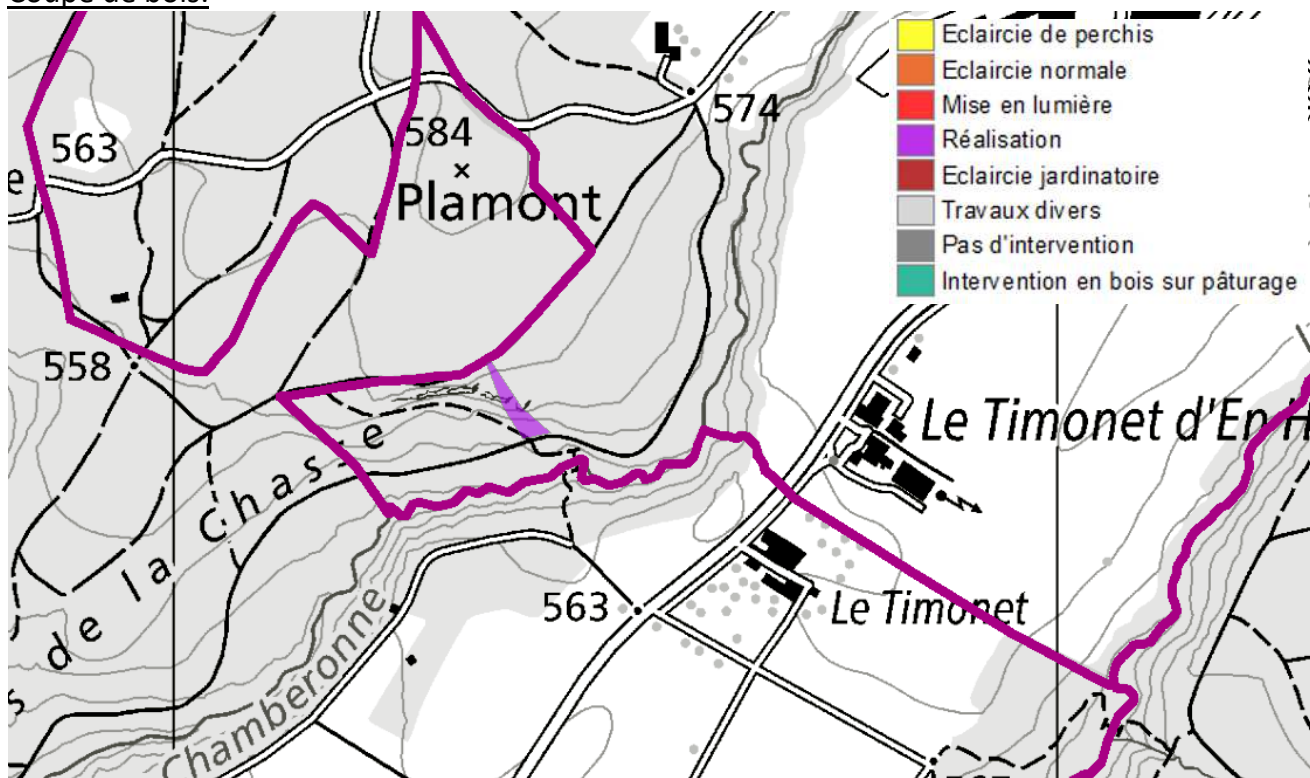 Coupe de bois:
Eclaircie de perchis
Eclaircie normale
Mise en lumière
Réalisation
Eclaircie jardinatoire
Travaux divers
Pas d'intervention
Intervention en bois sur pâturage
574
584
563
Plamont
558
Le Timonet d'En H
de la Chasse
563
Le Timonet
Chamberonne